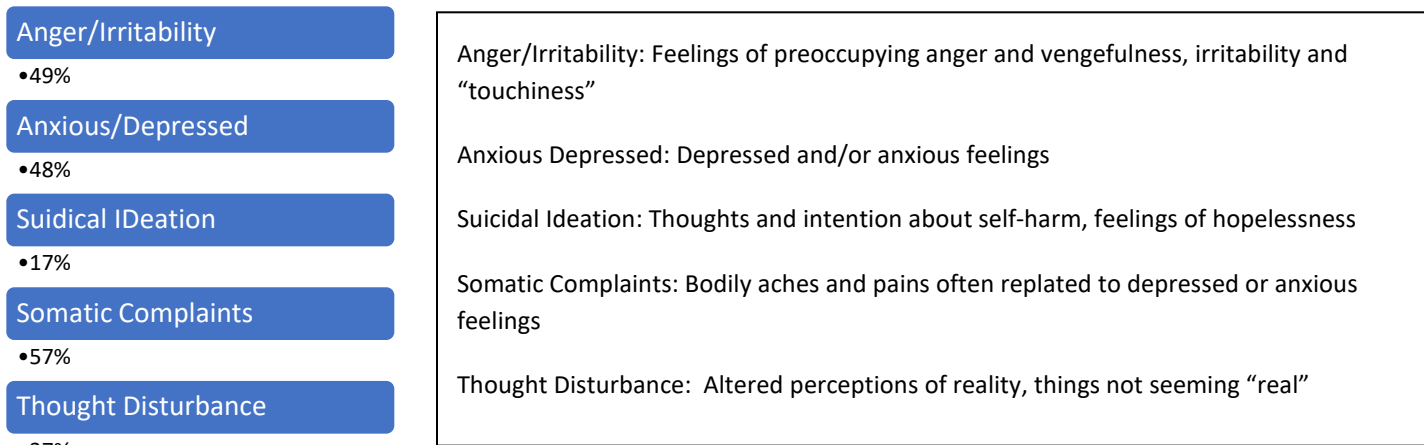 Anger/Irritability
•49%
Anxious/Depressed
•48%
Suidical IDeation
•17%
Somatic Complaints
•57%
Thought Disturbance
Anger/Irritability: Feelings of preoccupying anger and vengefulness, irritability and
“touchiness”
Anxious Depressed: Depressed and/or anxious feelings
Suicidal Ideation: Thoughts and intention about self-harm, feelings of hopelessness
Somatic Complaints: Bodily aches and pains often replated to depressed or anxious
feelings
Thought Disturbance:  Altered perceptions of reality, things not seeming “real”